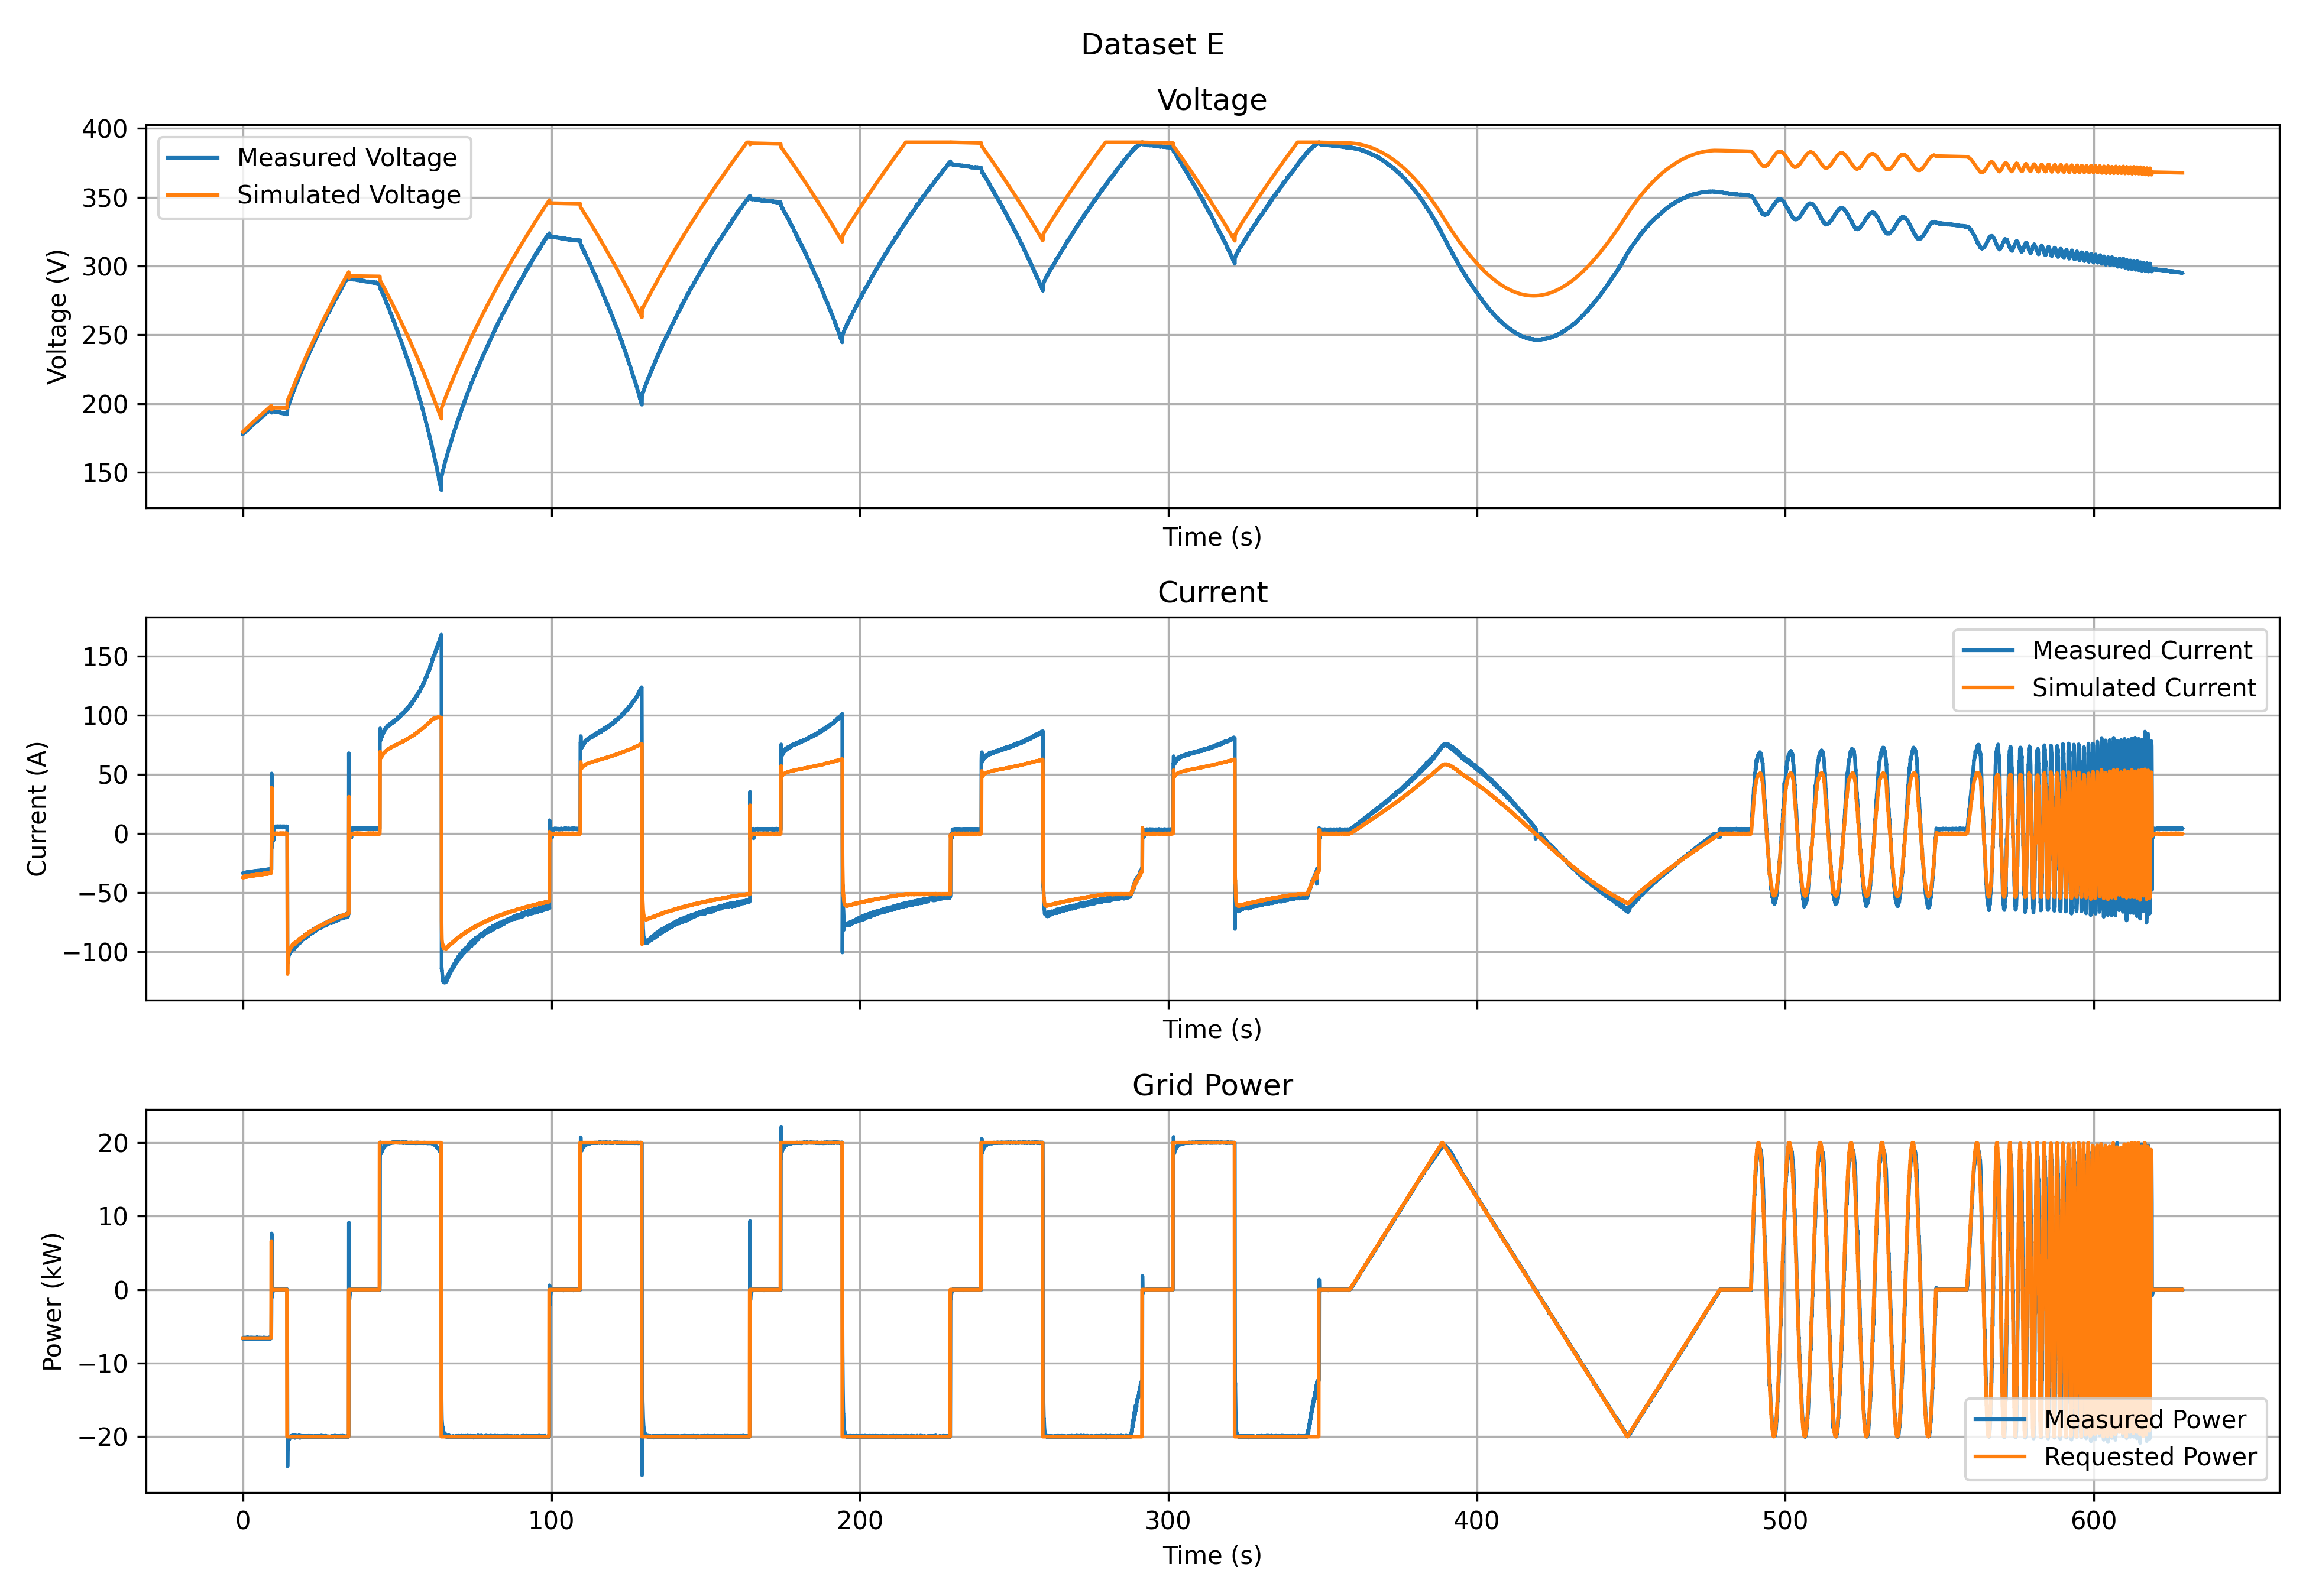 Dataset E
Voltage
400
350
300
250
200
150
Voltage (V)
Measured Voltage
Simulated Voltage
Time (s)
Current
150
100
50
0
−50
−100
Current (A)
Measured Current
Simulated Current
Time (s)
Grid Power
20
10
0
−10
−20
Power (kW)
Measured Power
Requested Power
0 100 200 300 400 500 600
Time (s)